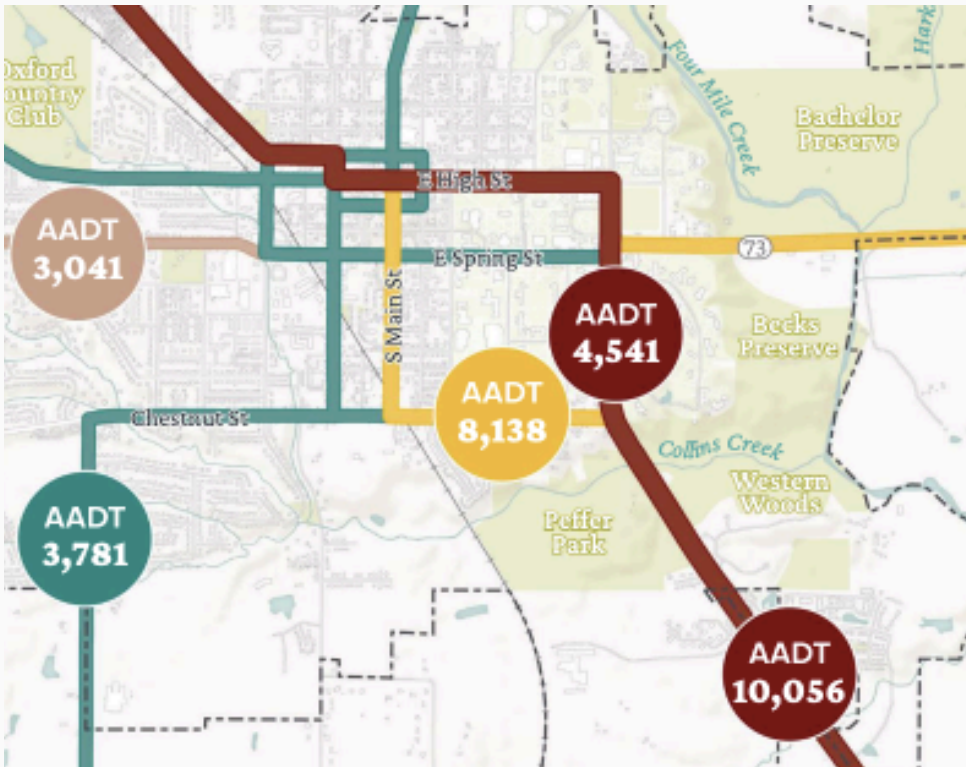 Oxford
Country
Club
Four Mile Creek
Hark
Bachelor
Preserve
E High St
AADT
3,041
E Spring St
73
S Main St
AADT
4,541
Becks
Preserve
AADT
8,138
Chestnut St
Collins Creek
Western
Woods
AADT
3,781
Peffer
Park
AADT
10,056